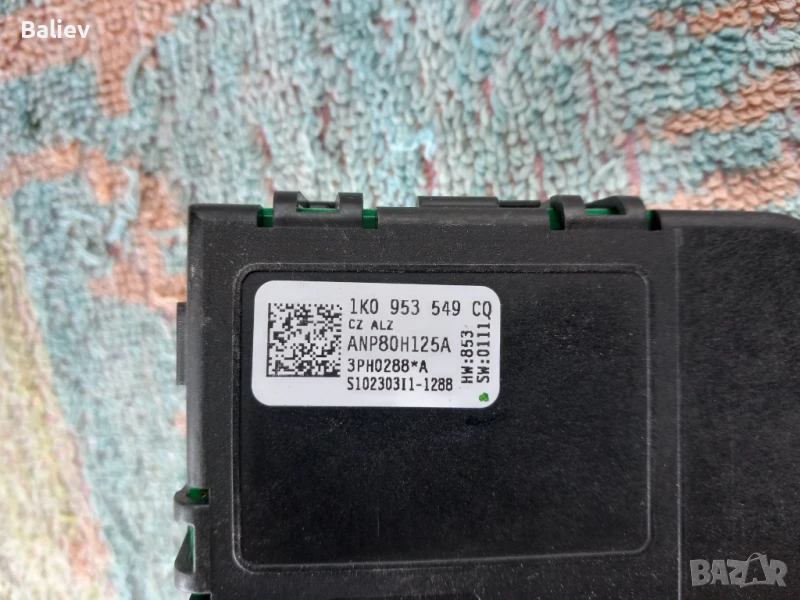 Baliev
1K0 953 549 CQ
CZ ALZ
ANP80H125A
3PH0288*A
S10230311-1288
HW:853
SW:0111
BAZAR